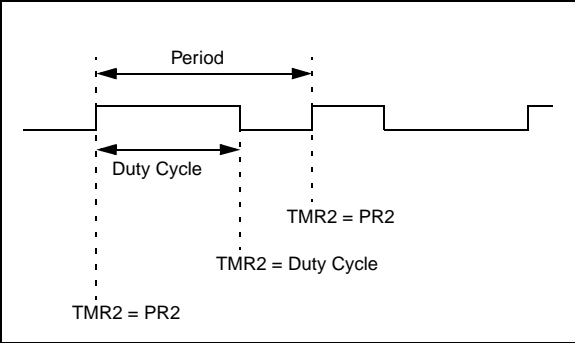 Period
Duty Cycle
TMR2 = PR2
TMR2 = Duty Cycle
TMR2 = PR2